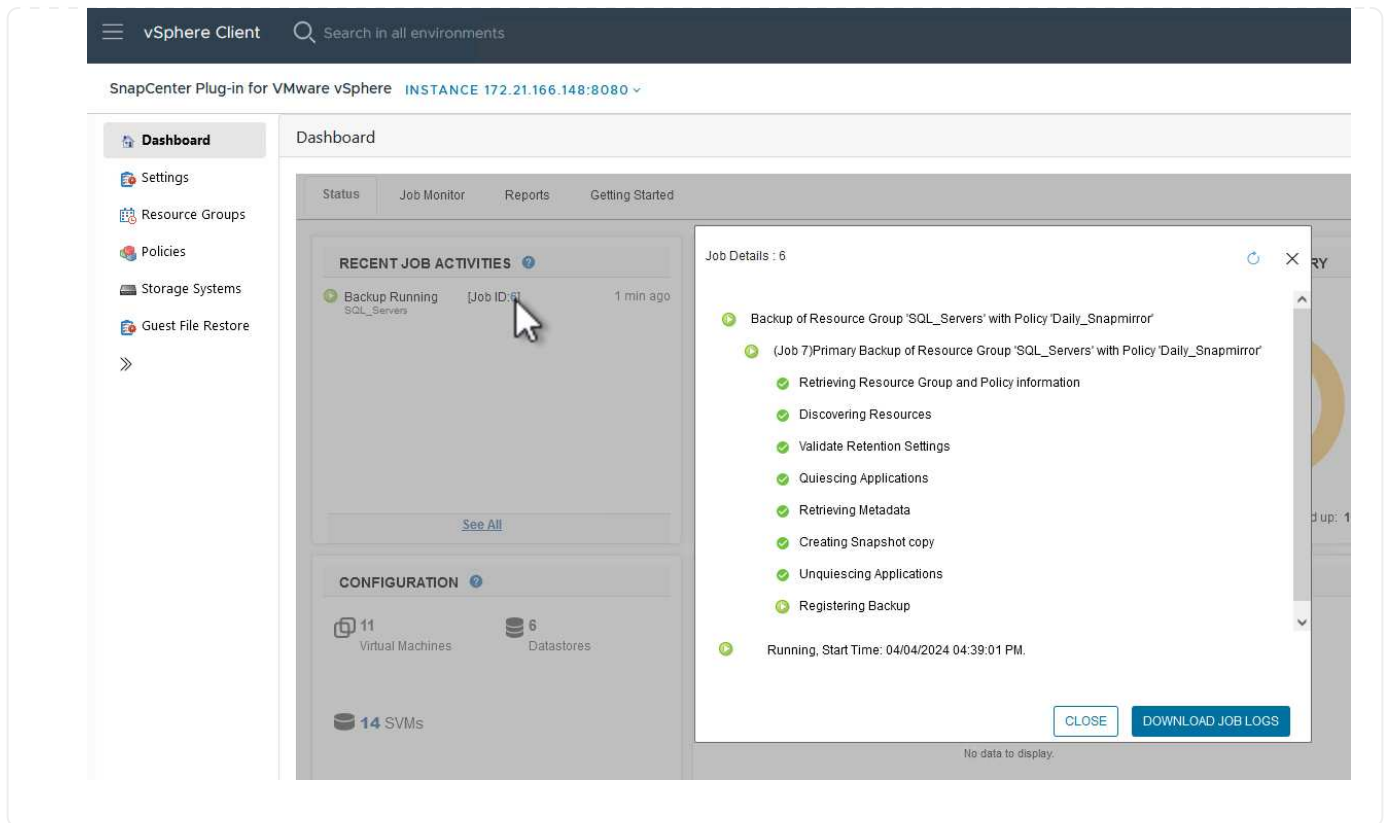 vSphere Client
Search in all environments
SnapCenter Plug-in for VMware vSphere INSTANCE 172.21.166.148:8080
Dashboard
Settings
Resource Groups
Policies
Storage Systems
Guest File Restore
Dashboard
Status Job Monitor Reports Getting Started
RECENT JOB ACTIVITIES
Backup Running [Job ID:6] 1 min ago
SQL_Servers
See All
CONFIGURATION
11
Virtual Machines
6
Datastores
14 SVMs
RY
d up: 1
Job Details : 6
Backup of Resource Group 'SQL_Servers' with Policy 'Daily_Snapmirror'
(Job 7)Primary Backup of Resource Group 'SQL_Servers' with Policy 'Daily_Snapmirror'
Retrieving Resource Group and Policy information
Discovering Resources
Validate Retention Settings
Quiescing Applications
Retrieving Metadata
Creating Snapshot copy
Unquiescing Applications
Registering Backup
Running, Start Time: 04/04/2024 04:39:01 PM.
CLOSE DOWNLOAD JOB LOGS
No data to display.